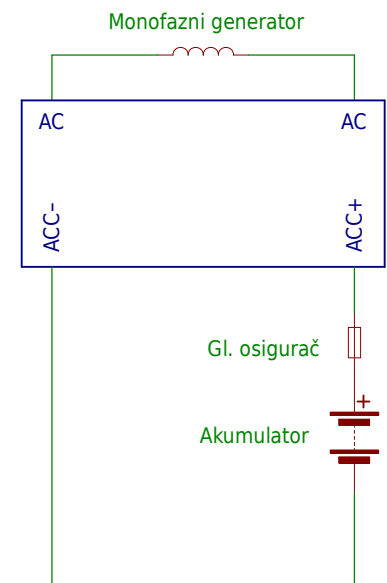 Monofazni generator
AC
AC
ACC-
ACC+
Gl. osigurač
+
Akumulator